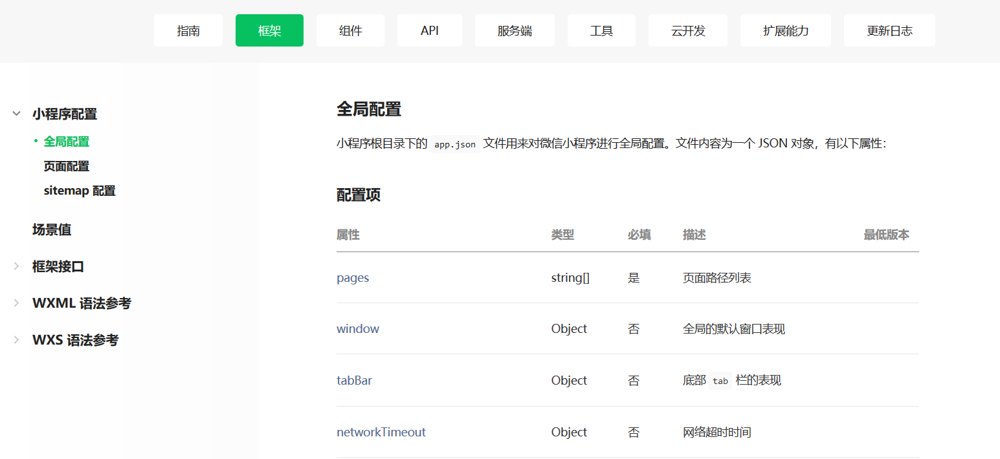 指南 框架 组件 API 服务端 工具 云开发 扩展能力 更新日志
小程序配置
全局配置
页面配置
sitemap 配置
场景值
框架接口
WXML 语法参考
WXS 语法参考
全局配置
小程序根目录下的 app.json 文件用来对微信小程序进行全局配置。文件内容为一个 JSON 对象，有以下属性：
配置项
属性 类型 必填 描述 最低版本
pages string[] 是 页面路径列表
window Object 否 全局的默认窗口表现
tabBar Object 否 底部 tab 栏的表现
networkTimeout Object 否 网络超时时间